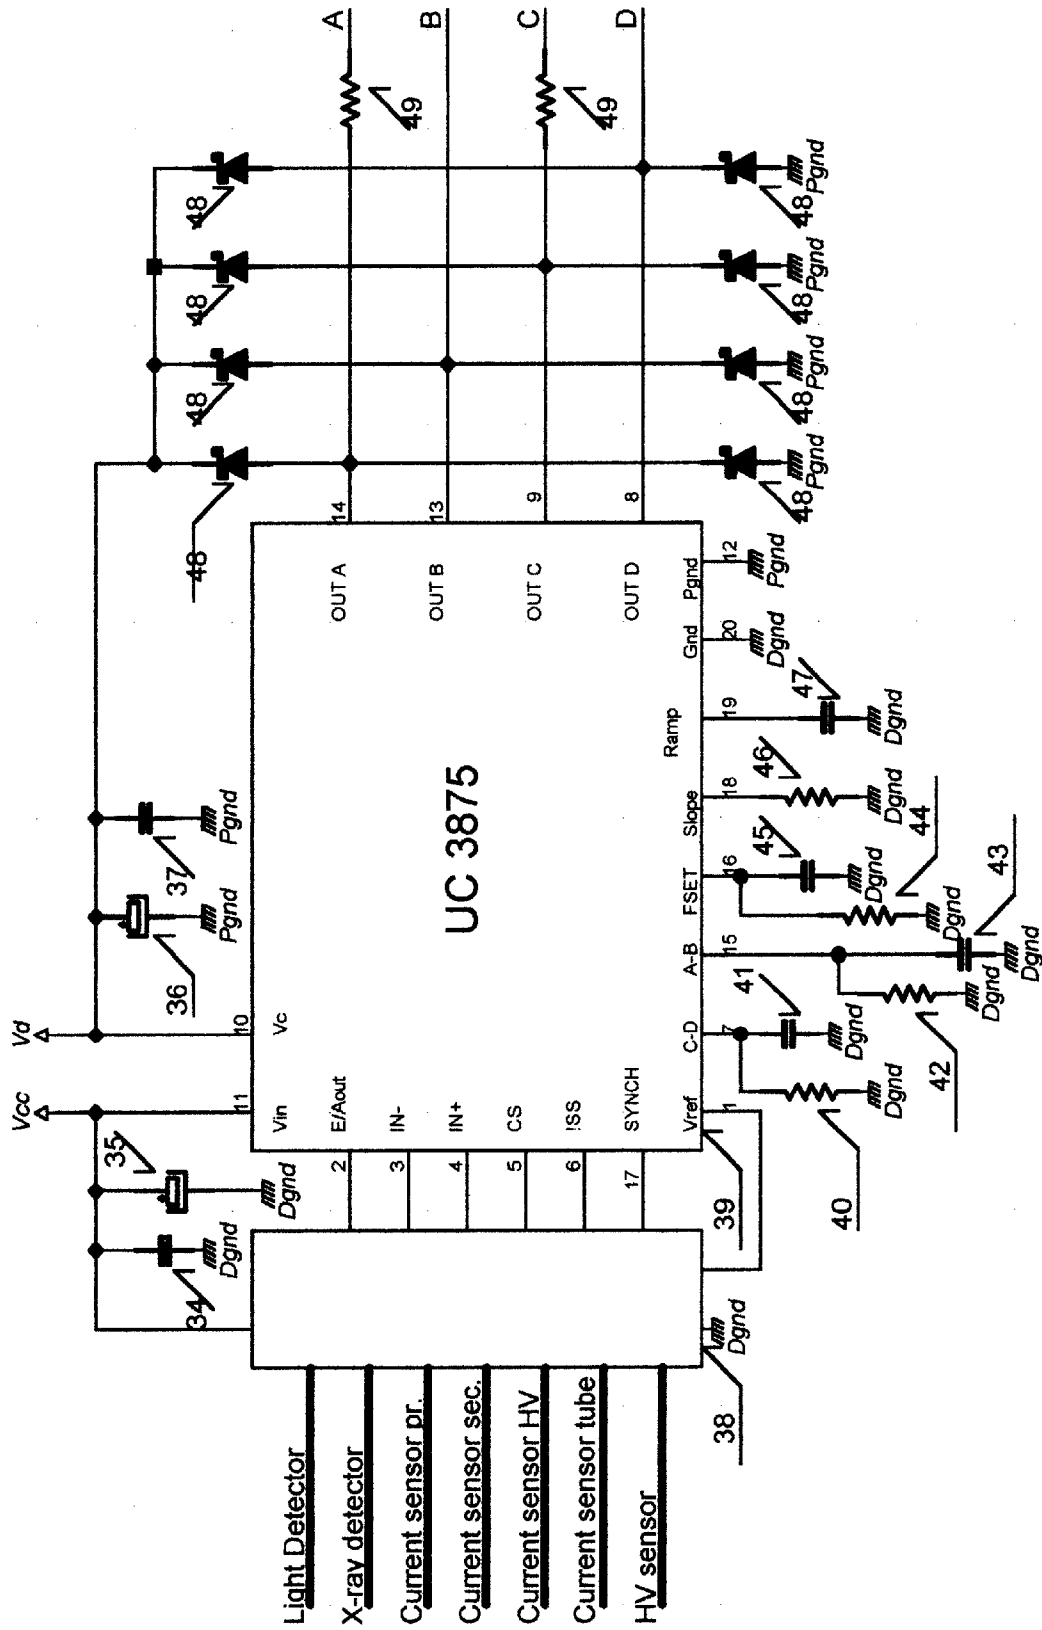 A
B
C
D
49
49
48
48
48
48
48
48
48
48
Pgnd
Pgnd
Pgnd
Pgnd
14
13
9
8
OUT A
OUT B
OUT C
OUT D
Pgnd
12
Pgnd
Gnd
20
Dgnd
Ramp
19
47
Dgnd
Slope
18
46
Dgnd
FSET
16
45
Dgnd
44
Dgnd
A-B
15
43
Dgnd
42
Dgnd
C-D
7
41
Dgnd
40
Dgnd
Vref
1
39
UC 3875
37
Pgnd
36
Pgnd
Vd
10
Vc
Vcc
11
Vin
35
Dgnd
34
Dgnd
E/Aout
IN-
IN+
CS
!SS
SYNCH
2
3
4
5
6
17
38
Dgnd
Light Detector
X-ray detector
Current sensor pr.
Current sensor sec.
Current sensor HV
Current sensor tube
HV sensor